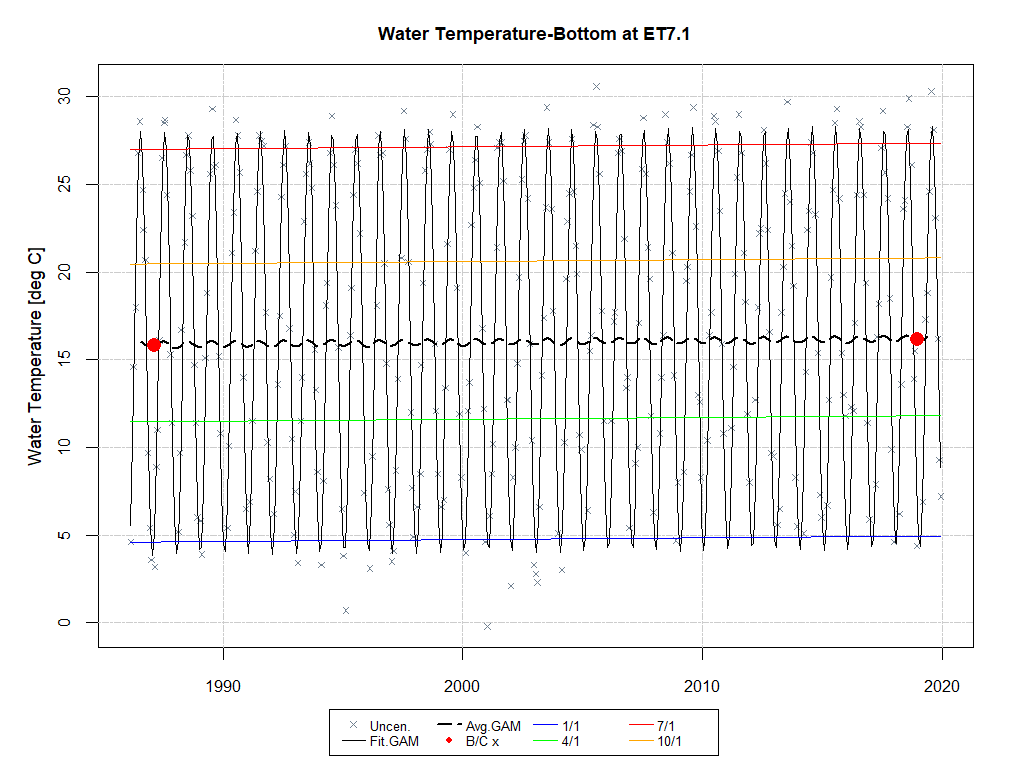 Water Temperature-Bottom at ET7.1
Water Temperature [deg C]
30
25
20
15
10
5
0
1990 2000 2010 2020
Uncen. Avg.GAM 1/1 7/1
Fit.GAM B/C x 4/1 10/1